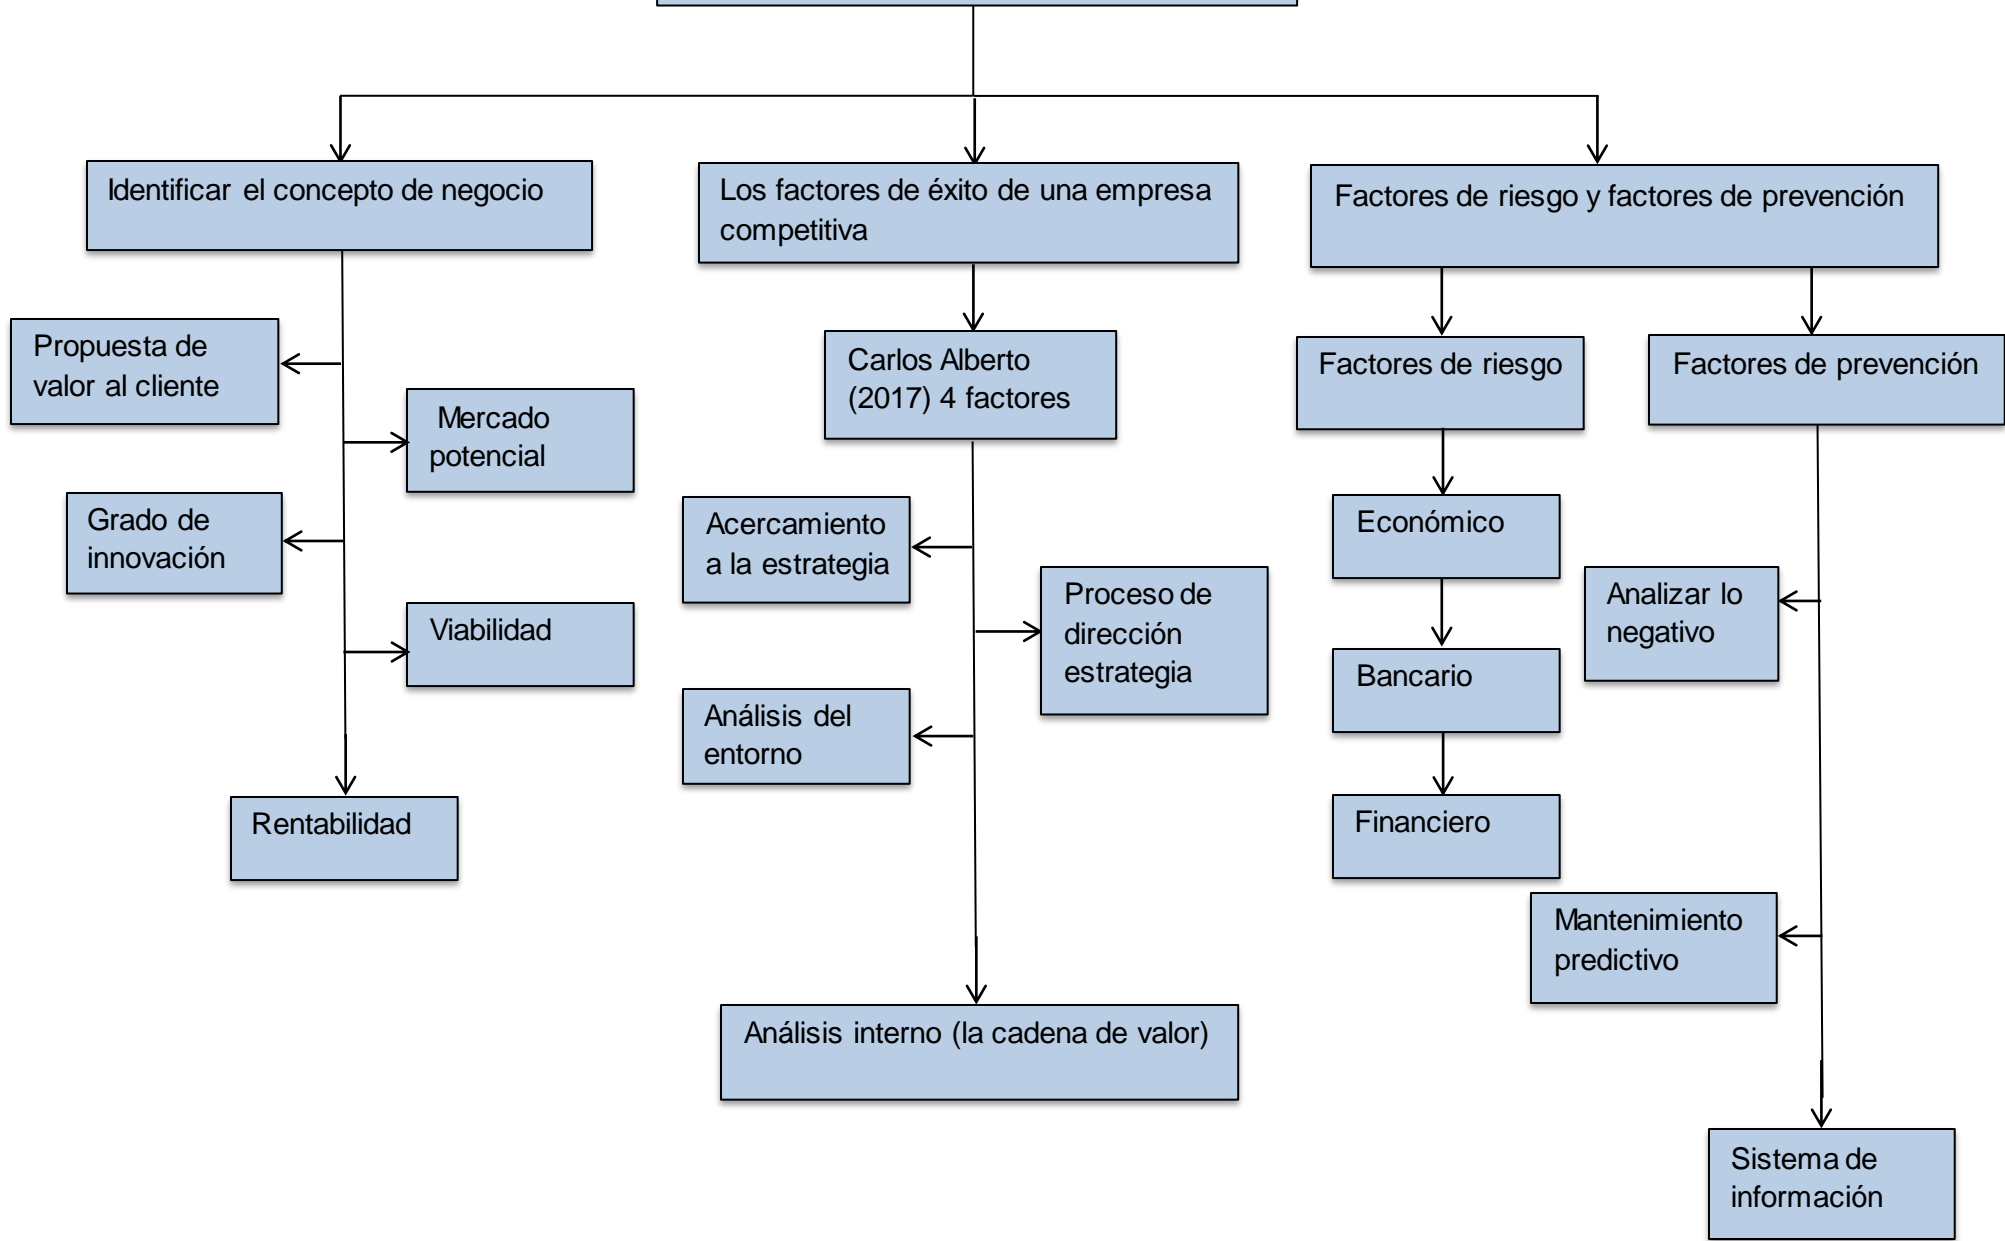 Identificar el concepto de negocio
Los factores de éxito de una empresa
competitiva
Factores de riesgo y factores de prevención
Propuesta de
valor al cliente
Mercado
potencial
Grado de
innovación
Viabilidad
Rentabilidad
Carlos Alberto
(2017) 4 factores
Acercamiento
a la estrategia
Proceso de
dirección
estrategia
Análisis del
entorno
Análisis interno (la cadena de valor)
Factores de riesgo
Económico
Bancario
Financiero
Factores de prevención
Analizar lo
negativo
Mantenimiento
predictivo
Sistema de
información